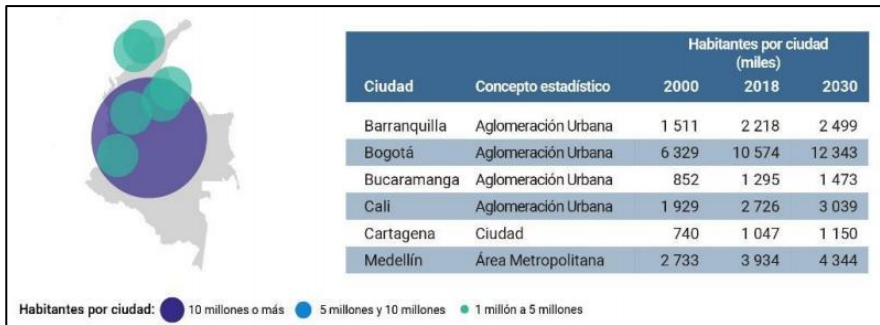 Habitantes por ciudad
(miles)
Ciudad Concepto estadístico 2000 2018 2030
Barranquilla Aglomeración Urbana 1 511 2 218 2 499
Bogotá Aglomeración Urbana 6 329 10 574 12 343
Bucaramanga Aglomeración Urbana 852 1 295 1 473
Cali Aglomeración Urbana 1 929 2 726 3 039
Cartagena Ciudad 740 1 047 1 150
Medellín Área Metropolitana 2 733 3 934 4 344
Habitantes por ciudad: 10 millones o más 5 millones y 10 millones 1 millón a 5 millones